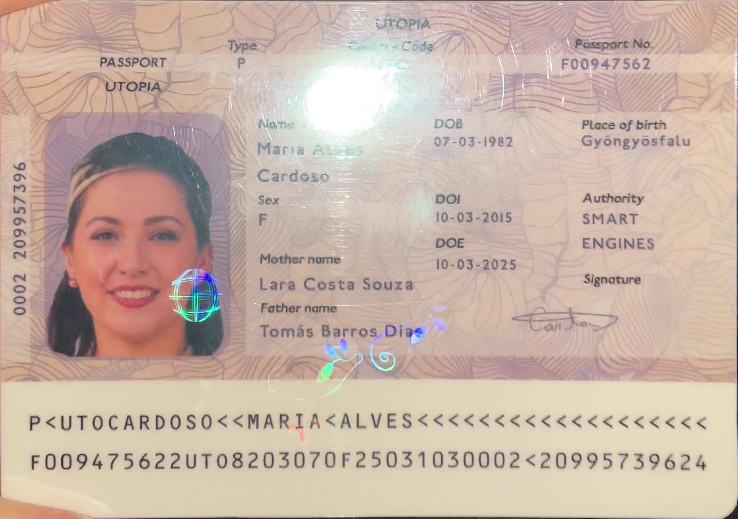 UTOPIA
Type
Country Code
Passport No.
PASSPORT
P
UTO
F00947562
UTOPIA
Name
DOB
Place of birth
Maria Alves
07-03-1982
Gyöngyösfalu
Cardoso
Sex
DOI
Authority
F
10-03-2015
SMART
DOE
ENGINES
Mother name
10-03-2025
Lara Costa Souza
Signature
Father name
Tomás Barros Dias
0002 209957396
P<UTOCARDOSO<<MARIA<ALVES<<<<<<<<<<<<<<<<<<<
F009475622UTO8203070F25031030002<20995739624